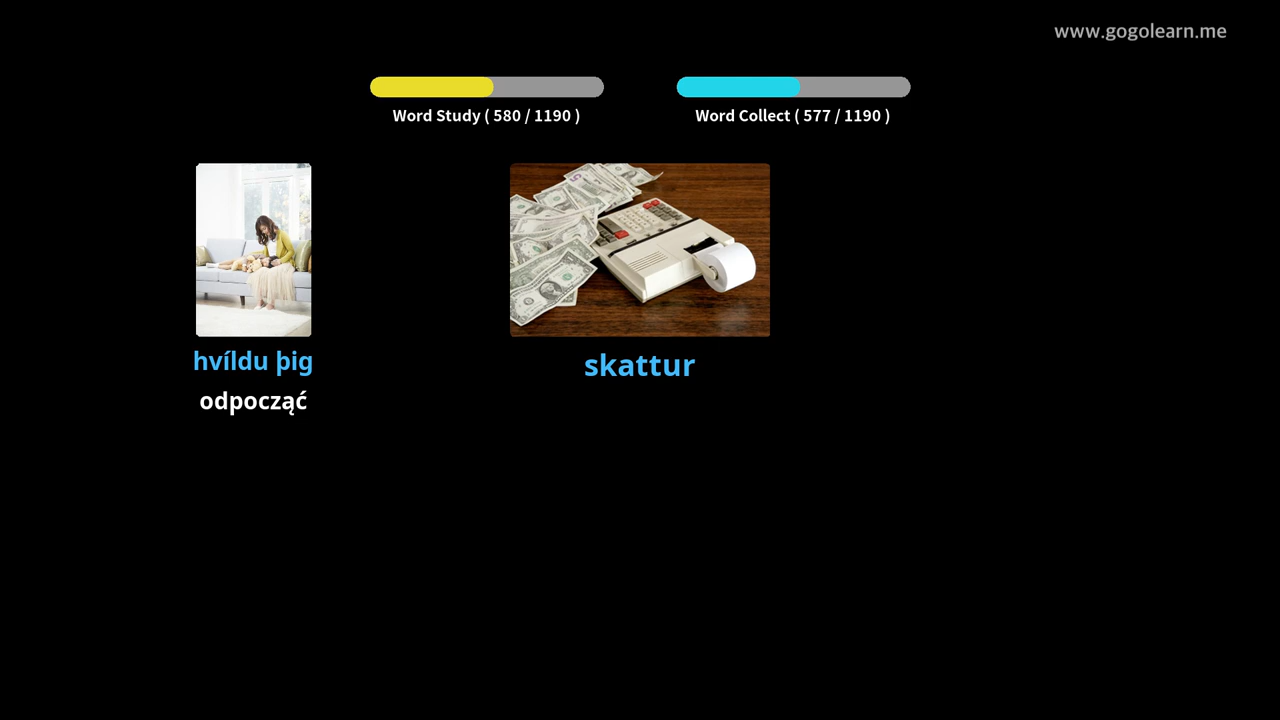 www.gogolearn.me
Word Study ( 580 / 1190 )
Word Collect ( 577 / 1190 )
hvíldu þig
odpocząć
skattur